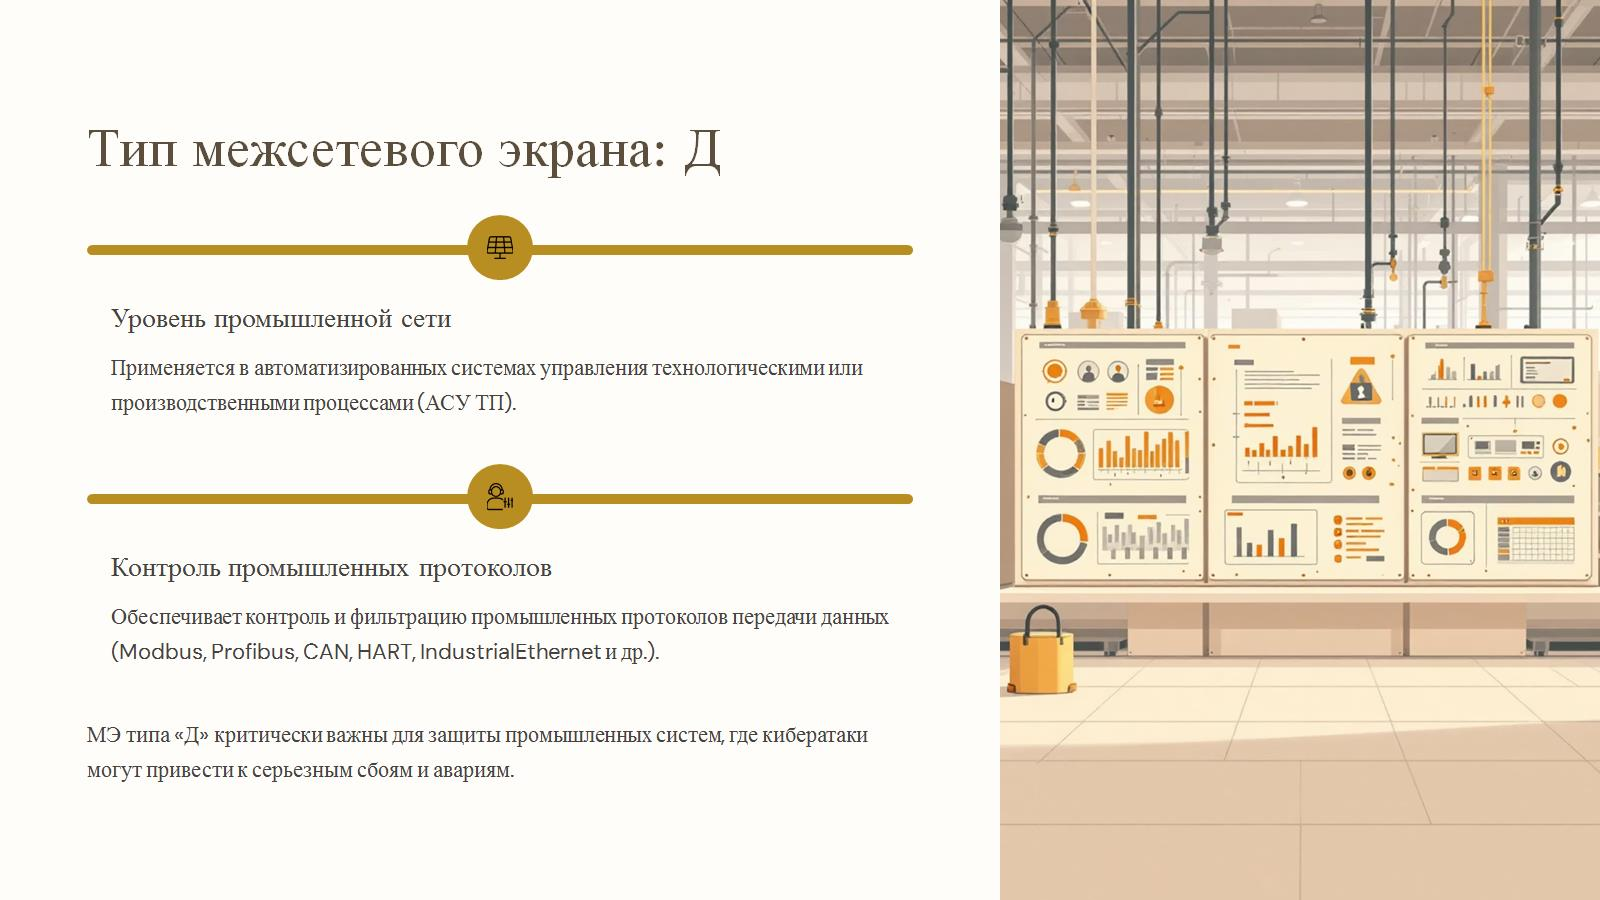 Тип межсетевого экрана: Д
Уровень промышленной сети
Применяется в автоматизированных системах управления технологическими или
производственными процессами (АСУ ТП).
Контроль промышленных протоколов
Обеспечивает контроль и фильтрацию промышленных протоколов передачи данных
(Modbus, Profibus, CAN, HART, IndustrialEthernet и др.).
МЭ типа «Д» критически важны для защиты промышленных систем, где кибератаки
могут привести к серьезным сбоям и авариям.